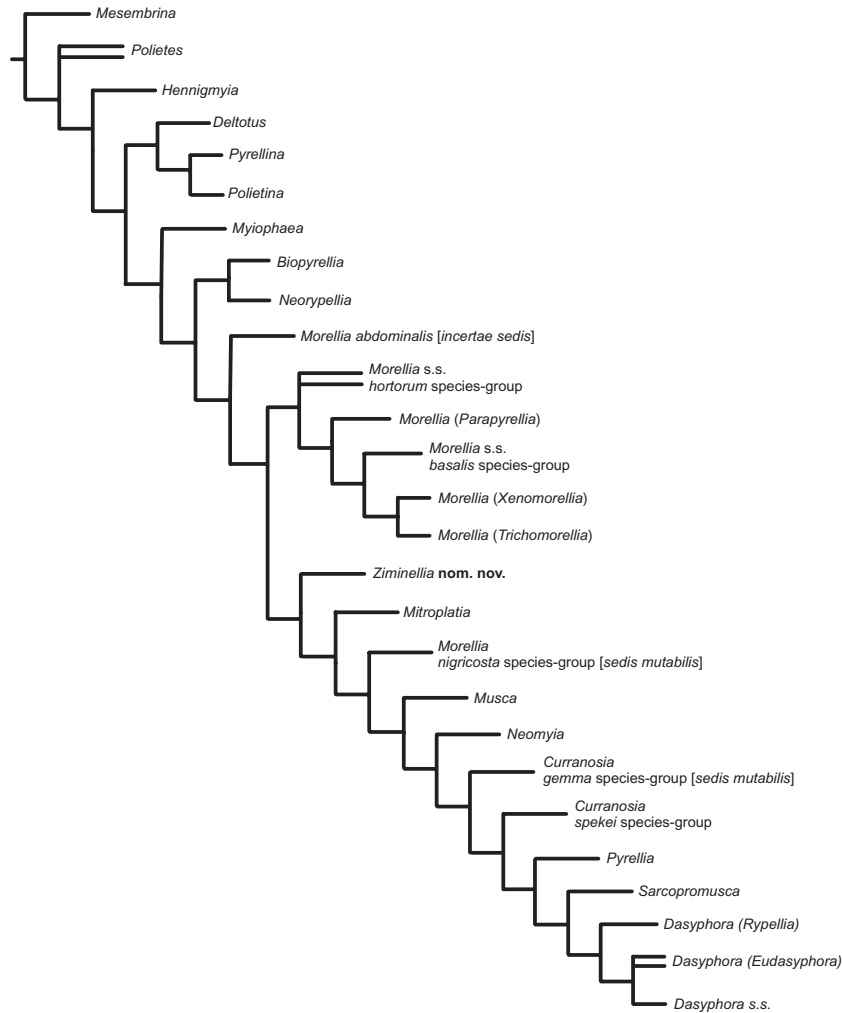 Mesembrina
Polietes
Hennigmyia
Deltotus
Pyrellina
Polietina
Myiophaea
Biopyrellia
Neorypellia
Morellia abdominalis [incertae sedis]
Morellia s.s.
hortorum species-group
Morellia (Parapyrellia)
Morellia s.s.
basalis species-group
Morellia (Xenomorellia)
Morellia (Trichomorellia)
Ziminellia nom. nov.
Mitroplatia
Morellia
nigricosta species-group [sedis mutabilis]
Musca
Neomyia
Curranosia
gemma species-group [sedis mutabilis]
Curranosia
spekei species-group
Pyrellia
Sarcopromusca
Dasyphora (Rypellia)
Dasyphora (Eudasyphora)
Dasyphora s.s.